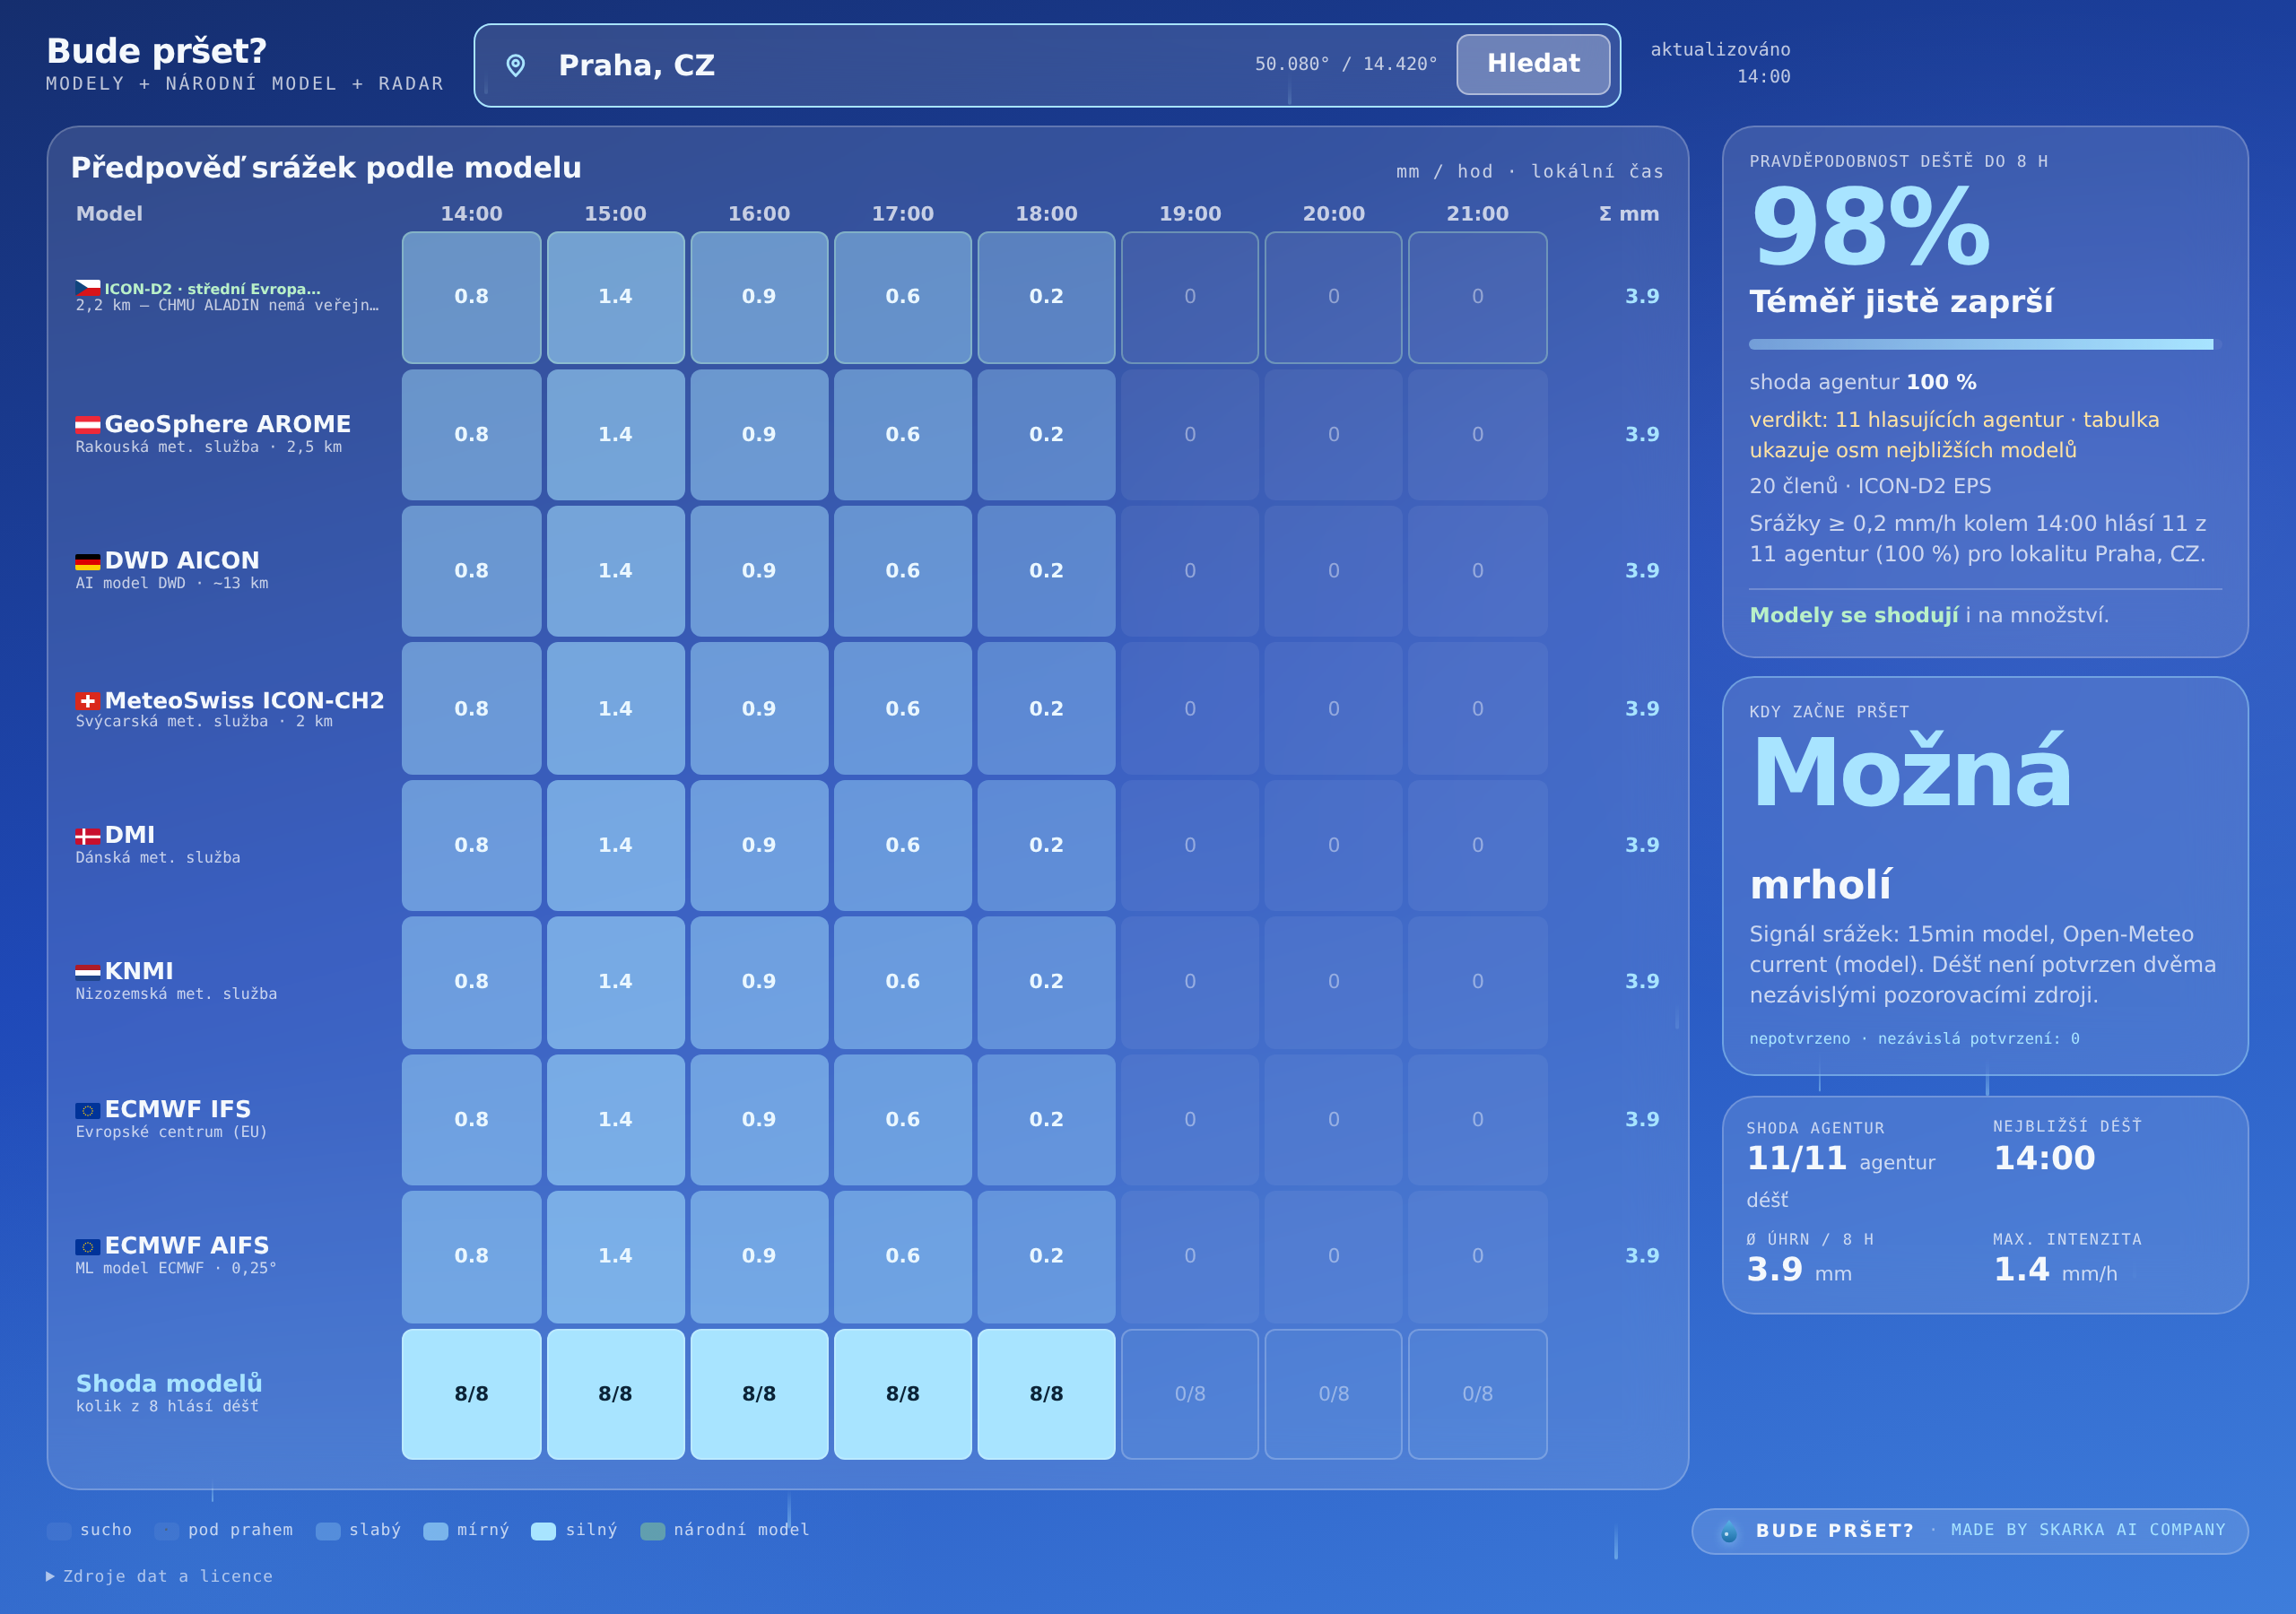 Bude pršet?
MODELY + NÁRODNÍ MODEL + RADAR
Praha, CZ
50.080° / 14.420°
Hledat
aktualizováno
14:00
Předpověď srážek podle modelu
mm / hod · lokální čas
Model 14:00 15:00 16:00 17:00 18:00 19:00 20:00 21:00 Σ mm
ICON-D2 · střední Evropa…
2,2 km — CHMU ALADIN nemá veřejn…
0.8 1.4 0.9 0.6 0.2 0 0 0 3.9
GeoSphere AROME
Rakouská met. služba · 2,5 km
0.8 1.4 0.9 0.6 0.2 0 0 0 3.9
DWD AICON
AI model DWD · ~13 km
0.8 1.4 0.9 0.6 0.2 0 0 0 3.9
MeteoSwiss ICON-CH2
Švýcarská met. služba · 2 km
0.8 1.4 0.9 0.6 0.2 0 0 0 3.9
DMI
Dánská met. služba
0.8 1.4 0.9 0.6 0.2 0 0 0 3.9
KNMI
Nizozemská met. služba
0.8 1.4 0.9 0.6 0.2 0 0 0 3.9
ECMWF IFS
Evropské centrum (EU)
0.8 1.4 0.9 0.6 0.2 0 0 0 3.9
ECMWF AIFS
ML model ECMWF · 0,25°
0.8 1.4 0.9 0.6 0.2 0 0 0 3.9
Shoda modelů
kolik z 8 hlásí déšť
8/8 8/8 8/8 8/8 8/8 0/8 0/8 0/8
PRAVDĚPODOBNOST DEŠTĚ DO 8 H
98%
Téměř jistě zaprší
shoda agentur 100 %
verdikt: 11 hlasujících agentur · tabulka
ukazuje osm nejbližších modelů
20 členů · ICON-D2 EPS
Srážky ≥ 0,2 mm/h kolem 14:00 hlásí 11 z
11 agentur (100 %) pro lokalitu Praha, CZ.
Modely se shodují i na množství.
KDY ZAČNE PRŠET
Možná
mrholí
Signál srážek: 15min model, Open-Meteo
current (model). Déšť není potvrzen dvěma
nezávislými pozorovacími zdroji.
nepotvrzeno · nezávislá potvrzení: 0
SHODA AGENTUR
11/11 agentur
déšť
NEJBLIŽŠÍ DÉŠŤ
14:00
Ø ÚHRN / 8 H
3.9 mm
MAX. INTENZITA
1.4 mm/h
sucho pod prahem slabý mírný silný národní model
BUDE PRŠET? · MADE BY SKARKA AI COMPANY
Zdroje dat a licence